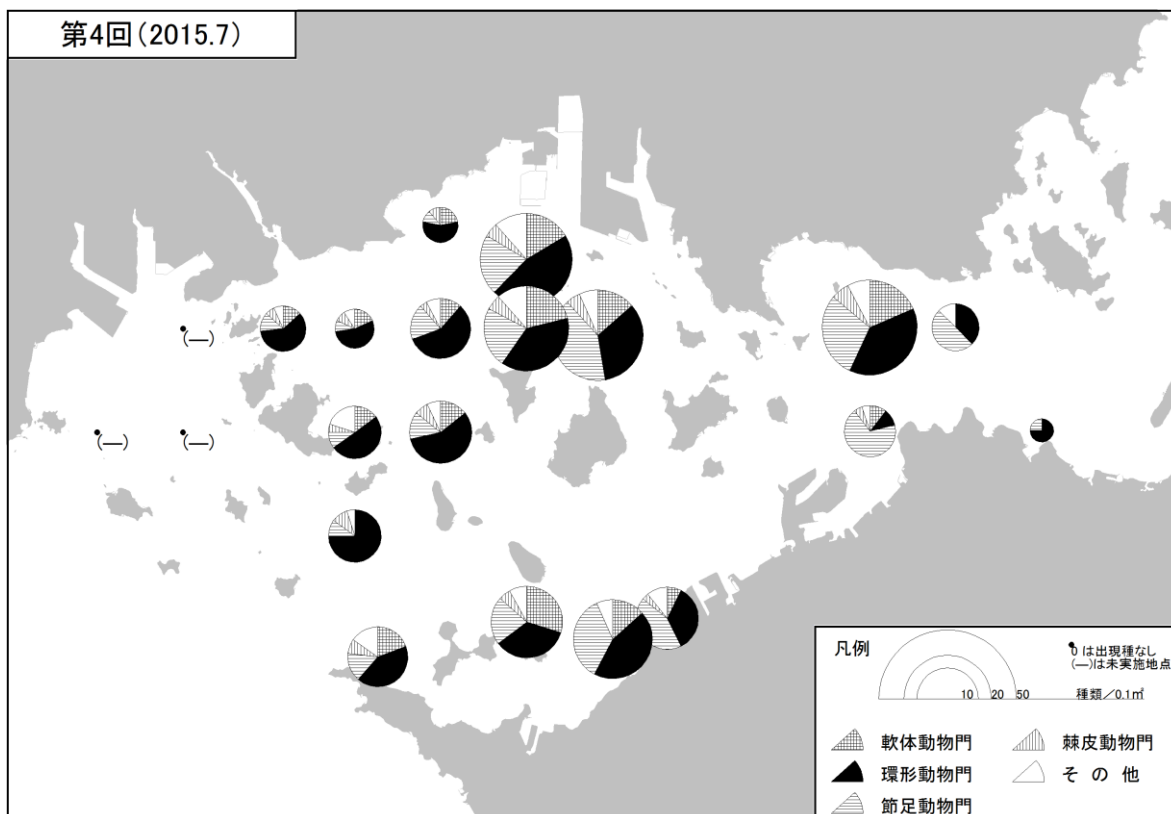 第4回(2015.7)
(―)
(―)
(―)
凡例
0 は出現種なし
(―)は未実施地点
10 20 50 種類/0.1㎡
軟体動物門 棘皮動物門
環形動物門 その他
節足動物門